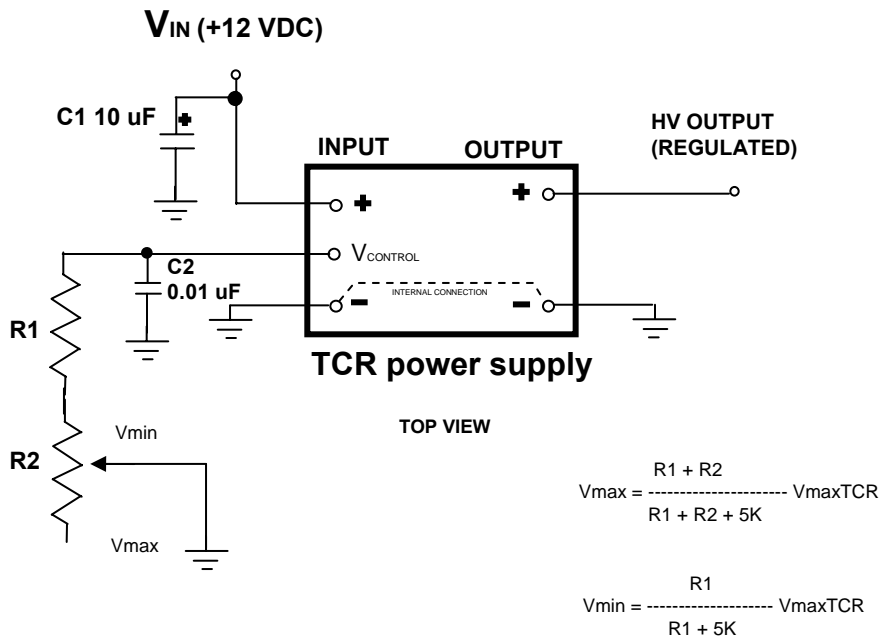 VIN (+12 VDC)
C1 10 uF
+
INPUT
OUTPUT
HV OUTPUT
(REGULATED)
+
+
VCONTROL
C2
0.01 uF
INTERNAL CONNECTION
-
-
R1
TCR power supply
TOP VIEW
Vmin
R2
Vmax
R1 + R2
Vmax = ----------------------- VmaxTCR
R1 + R2 + 5K
R1
Vmin = -------------------- VmaxTCR
R1 + 5K